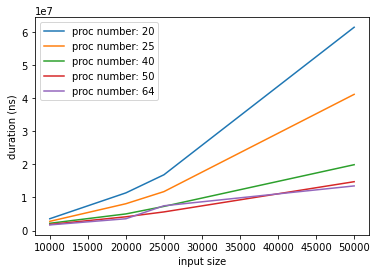 1e7
proc number: 20
proc number: 25
proc number: 40
proc number: 50
proc number: 64
6
5
4
3
2
1
0
duration (ns)
10000 15000 20000 25000 30000 35000 40000 45000 50000
input size